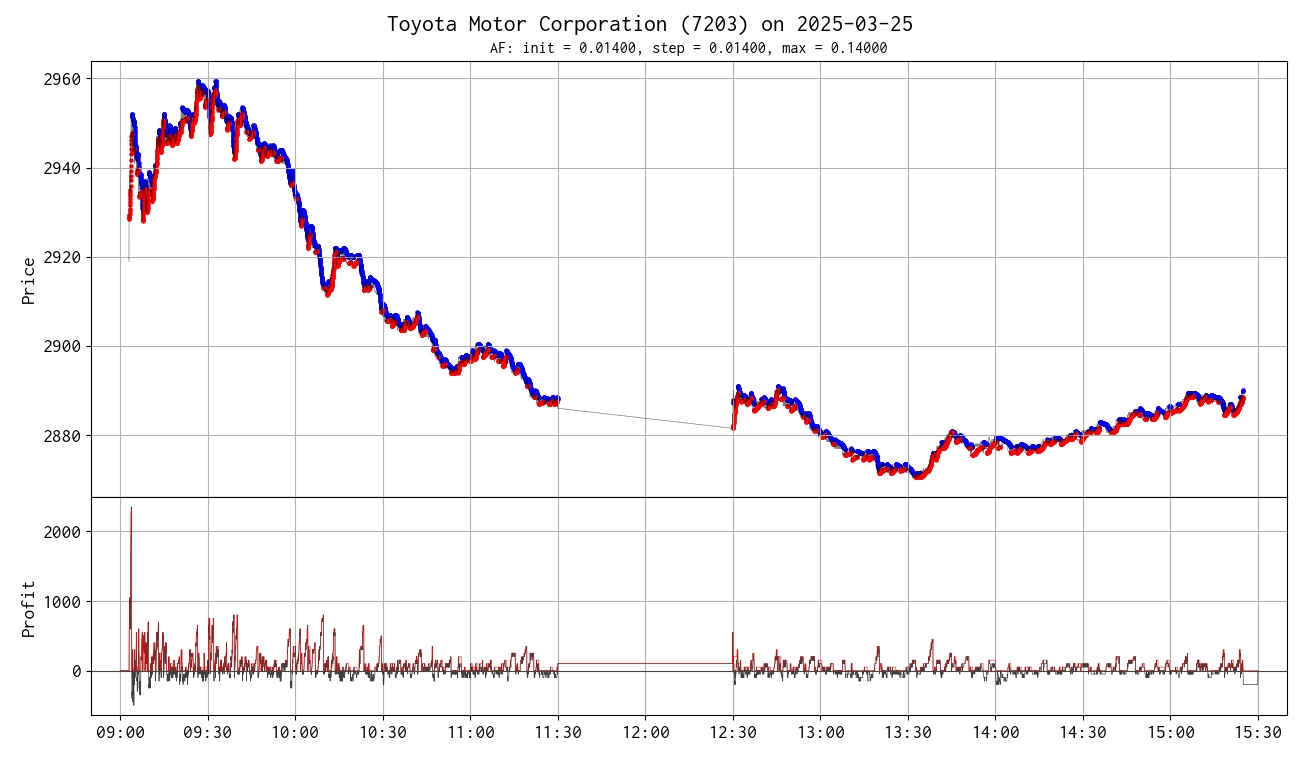 Toyota Motor Corporation (7203) on 2025-03-25
AF: init = 0.01400, step = 0.01400, max = 0.14000
Price
2960
2940
2920
2900
2880
Profit
2000
1000
0
09:00 09:30 10:00 10:30 11:00 11:30 12:00 12:30 13:00 13:30 14:00 14:30 15:00 15:30